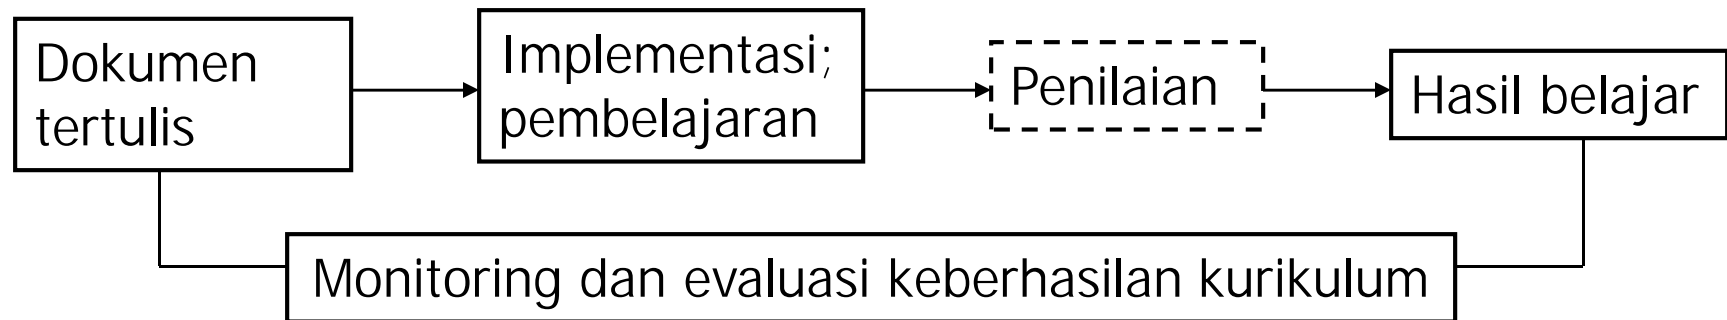 Dokumen
tertulis
Implementasi;
pembelajaran
Penilaian
Hasil belajar
Monitoring dan evaluasi keberhasilan kurikulum